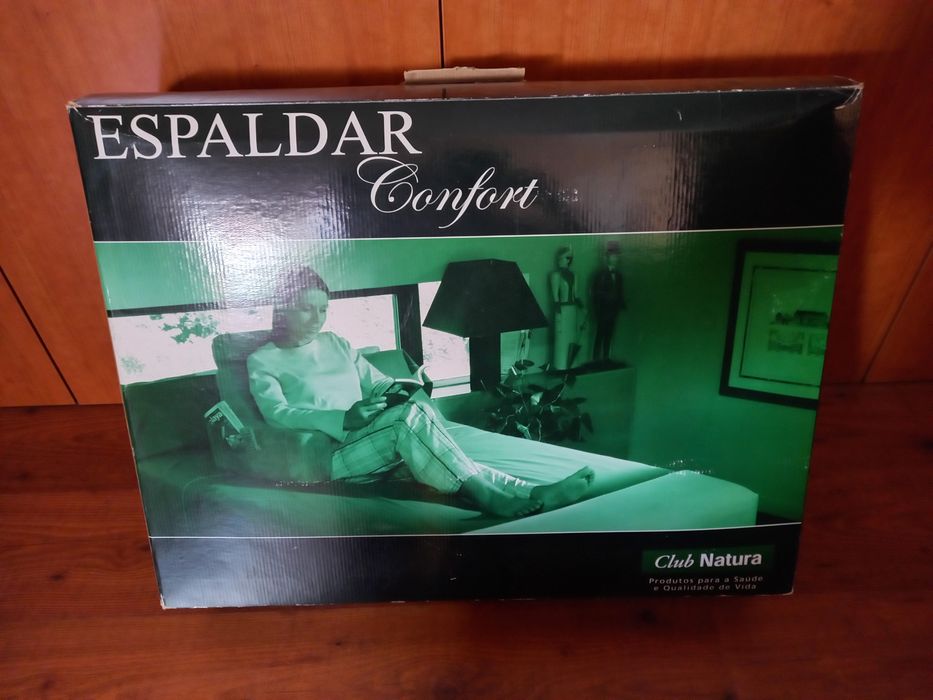 ESPALDAR
Confort
Club Natura
Produtos para a Saúde
e Qualidade de Vida